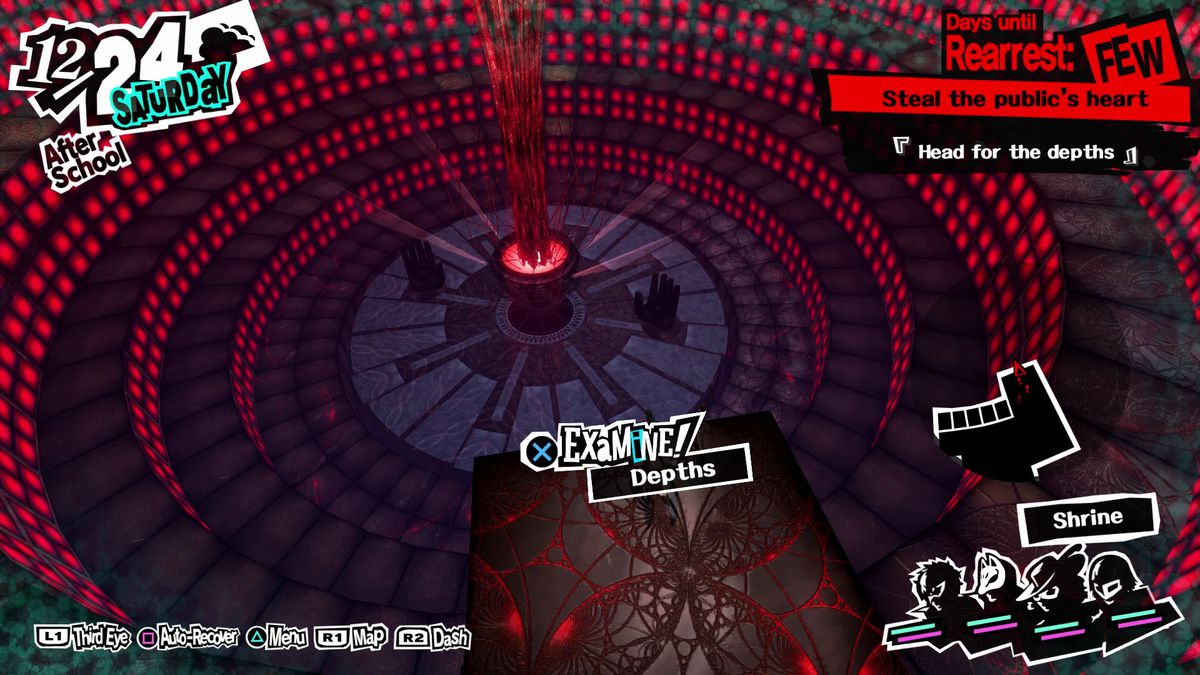 12/24
SATURDAY
After
School
Days until
Rearrest: FEW
Steal the public's heart
『Head for the depths』
EXaMiNE!
Depths
Shrine
L1 Third Eye Auto-Recover Menu R1 Map R2 Dash